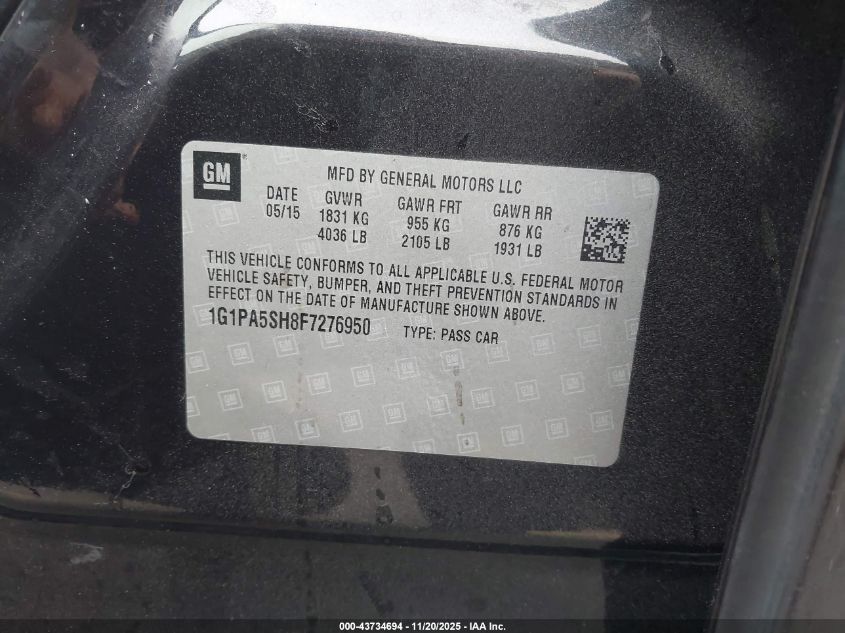 GM
MFD BY GENERAL MOTORS LLC
DATE GVWR GAWR FRT GAWR RR
05/15 1831 KG 955 KG 876 KG
4036 LB 2105 LB 1931 LB
THIS VEHICLE CONFORMS TO ALL APPLICABLE U.S. FEDERAL MOTOR
VEHICLE SAFETY, BUMPER, AND THEFT PREVENTION STANDARDS IN
EFFECT ON THE DATE OF MANUFACTURE SHOWN ABOVE.
1G1PA5SH8F7276950 TYPE: PASS CAR
000-43734694 - 11/20/2025 - IAA Inc.